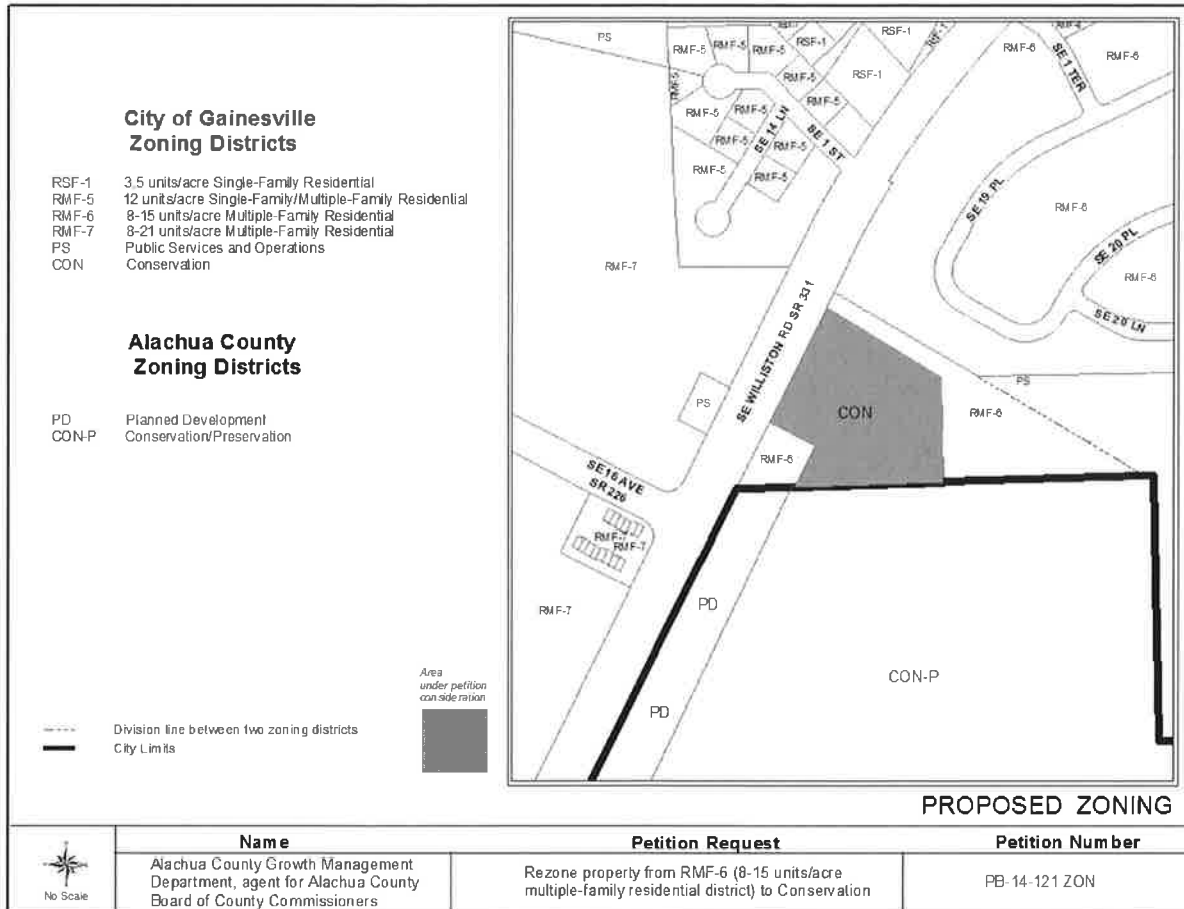 City of Gainesville
Zoning Districts
RSF-1 3.5 units/acre Single-Family Residential
RMF-5 12 units/acre Single-Family/Multiple-Family Residential
RMF-6 8-15 units/acre Multiple-Family Residential
RMF-7 8-21 units/acre Multiple-Family Residential
PS Public Services and Operations
CON Conservation
Alachua County
Zoning Districts
PD Planned Development
CON-P Conservation/Preservation
Area
under petition
consideration
Division line between two zoning districts
City Limits
PS
RMF-5
RMF-5
RMF-5
RSF-1
RSF-1
RSF-1
RMF-6
SE 1 TER
RMF-6
RMF-5
RMF-5
RSF-1
RMF-5
RMF-5
RMF-5
SE 14 LN
SE 1 ST
RMF-5
RMF-5
RMF-5
RMF-5
SE 19 PL
RMF-6
SE 20 PL
RMF-6
SE 20 LN
RMF-7
SE WILLISTON RD SR 331
PS
PS
CON
RMF-6
RMF-6
SE 16 AVE
SR 226
RMF-7
RMF-7
PD
RMF-7
CON-P
PD
PROPOSED ZONING
No Scale
Name
Alachua County Growth Management
Department, agent for Alachua County
Board of County Commissioners
Petition Request
Rezone property from RMF-6 (8-15 units/acre
multiple-family residential district) to Conservation
Petition Number
PB-14-121 ZON